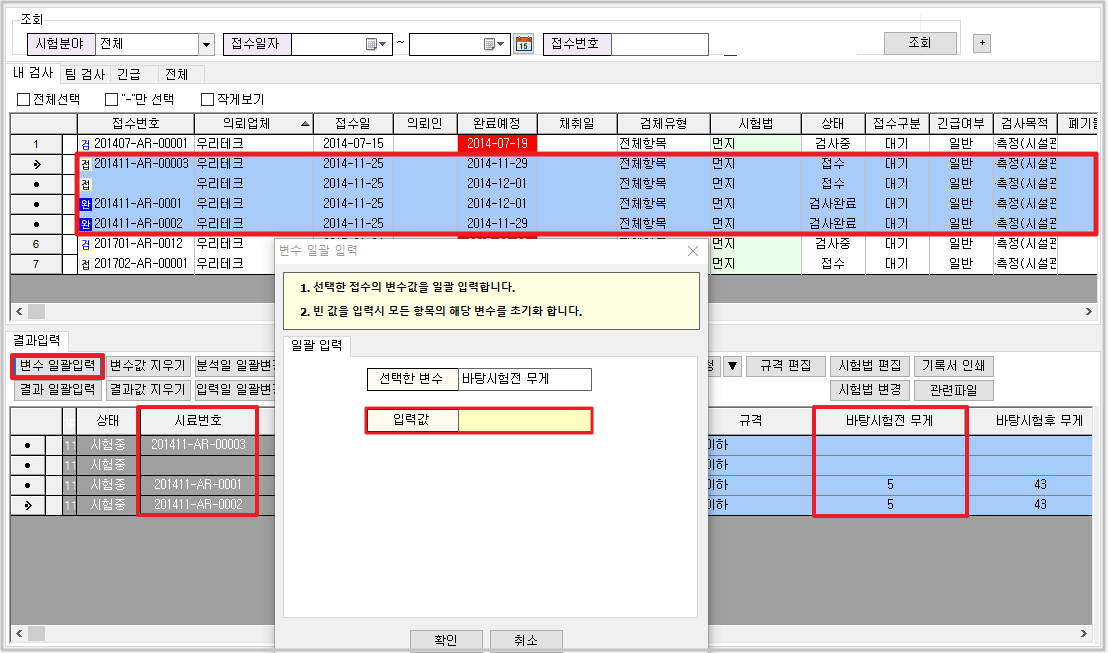 조회
시험분야 전체 접수일자 ~ 15 접수번호 조회 +
내 검사 팀 검사 긴급 전체
전체선택 "-"만 선택 작게보기
접수번호 의뢰업체 접수일 의뢰인 완료예정 채취일 검체유형 시험법 상태 접수구분 긴급여부 검사목적
1 검 201407-AR-00001 우리테크 2014-07-15 2014-07-19 전체항목 먼지 검사중 대기 일반 측정(시설관
접 201411-AR-00003 우리테크 2014-11-25 2014-11-29 전체항목 먼지 접수 대기 일반 측정(시설관
접 우리테크 2014-11-25 2014-12-01 전체항목 먼지 접수 대기 일반 측정(시설관
완 201411-AR-0001 우리테크 2014-11-25 2014-12-01 전체항목 먼지 검사완료 대기 일반 측정(시설관
완 201411-AR-0002 우리테크 2014-11-25 2014-11-29 전체항목 먼지 검사완료 대기 일반 측정(시설관
6 검 201701-AR-0012 우리테크 먼지 검사중 대기 일반 측정(시설관
7 접 201702-AR-00001 우리테크 먼지 접수 대기 일반 측정(시설관
변수 일괄 입력
1. 선택한 접수의 변수값을 일괄 입력합니다.
2. 빈 값을 입력시 모든 항목의 해당 변수를 초기화 합니다.
일괄 입력
선택한 변수 바탕시험전 무게
입력값
확인 취소
결과입력
변수 일괄입력 변수값 지우기 분석일 일괄변경 규격 편집 시험법 편집 기록서 인쇄
결과 일괄입력 결과값 지우기 입력일 일괄변경 시험법 변경 관련파일
상태 시료번호 규격 바탕시험전 무게 바탕시험후 무게
11 시험중 201411-AR-00003 이하
11 시험중 이하
11 시험중 201411-AR-0001 이하 5 43
11 시험중 201411-AR-0002 이하 5 43